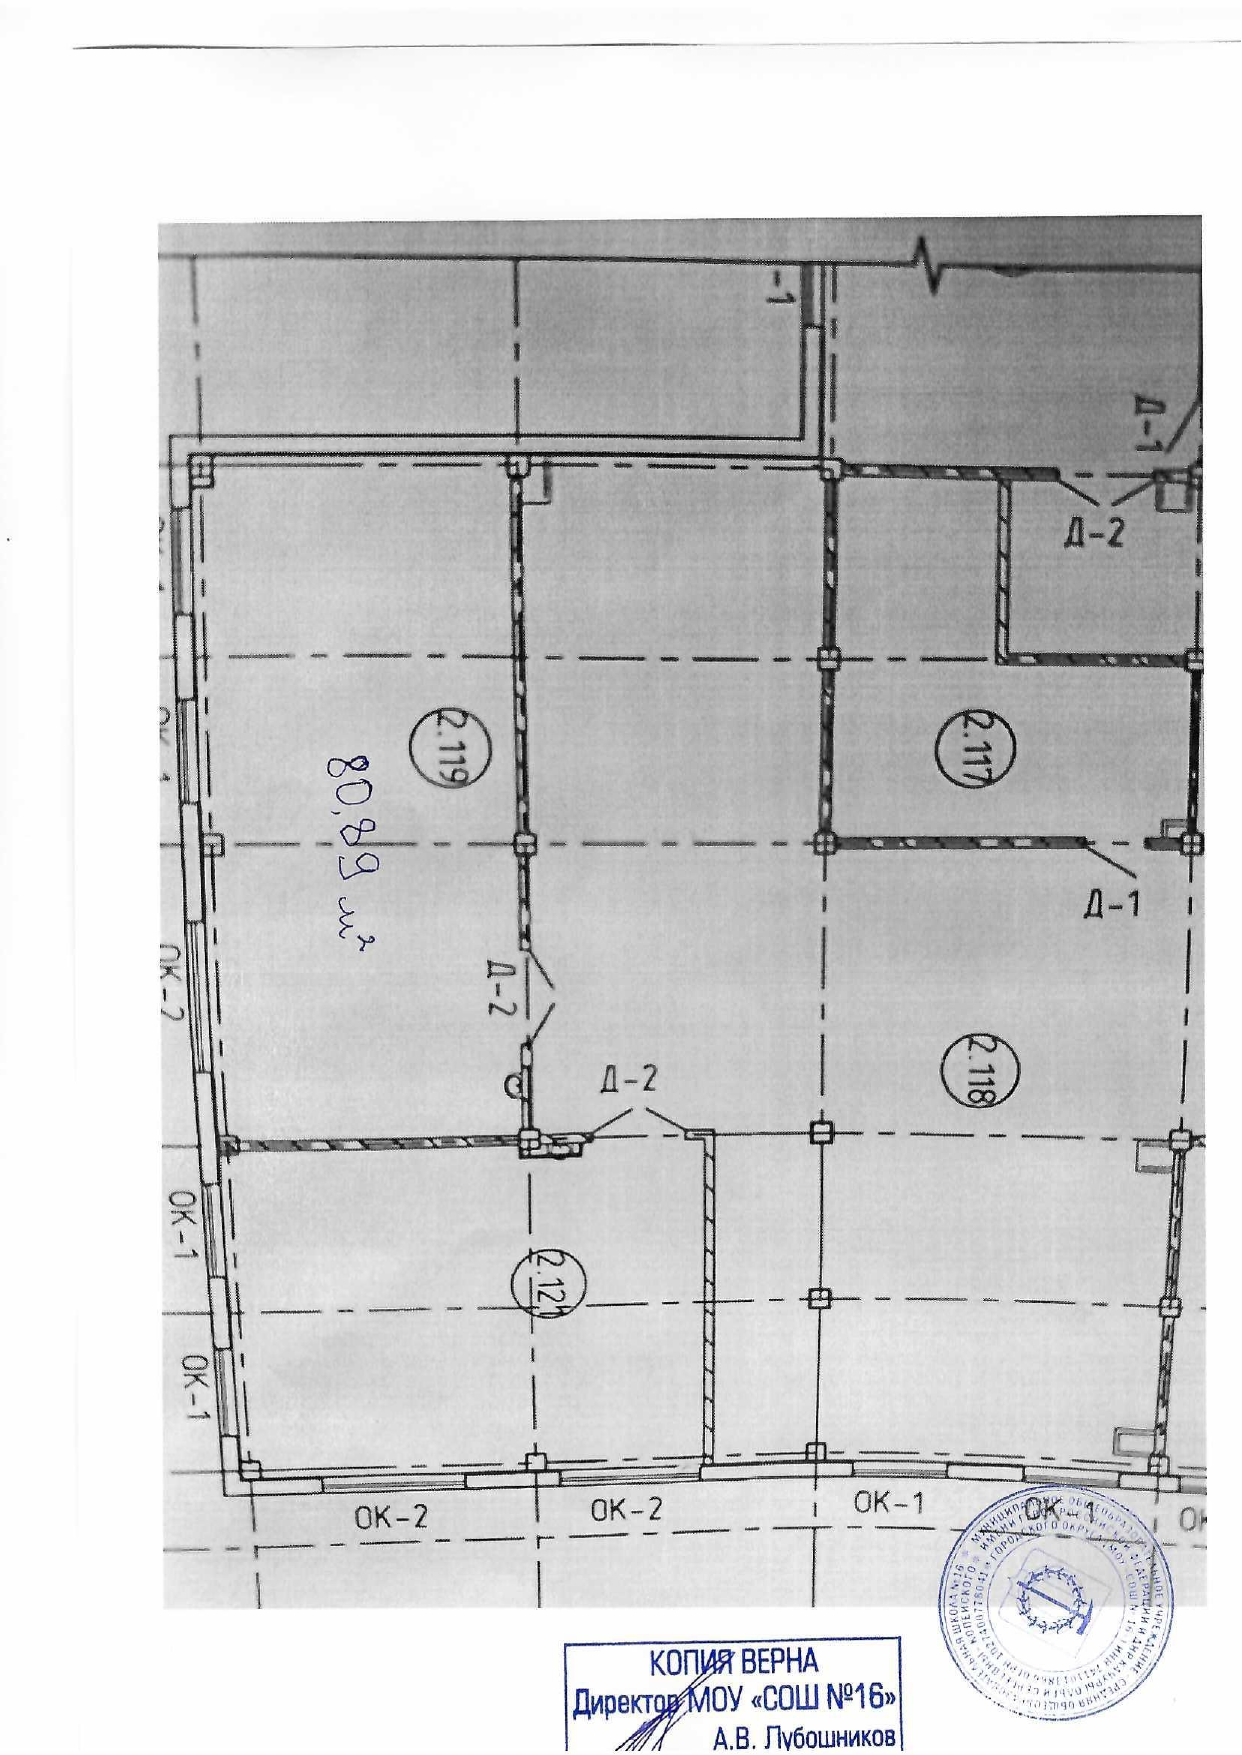 -1
Д-1
Д-2
2.119
2.117
80,89 м²
Д-1
ОК-2
Д-2
Д-2
2.118
ОК-1
2.121
ОК-1
ОК-2
ОК-2
ОК-1
ОК-1
КОПИЯ ВЕРНА
Директор МОУ «СОШ №16»
А.В. Лубошников